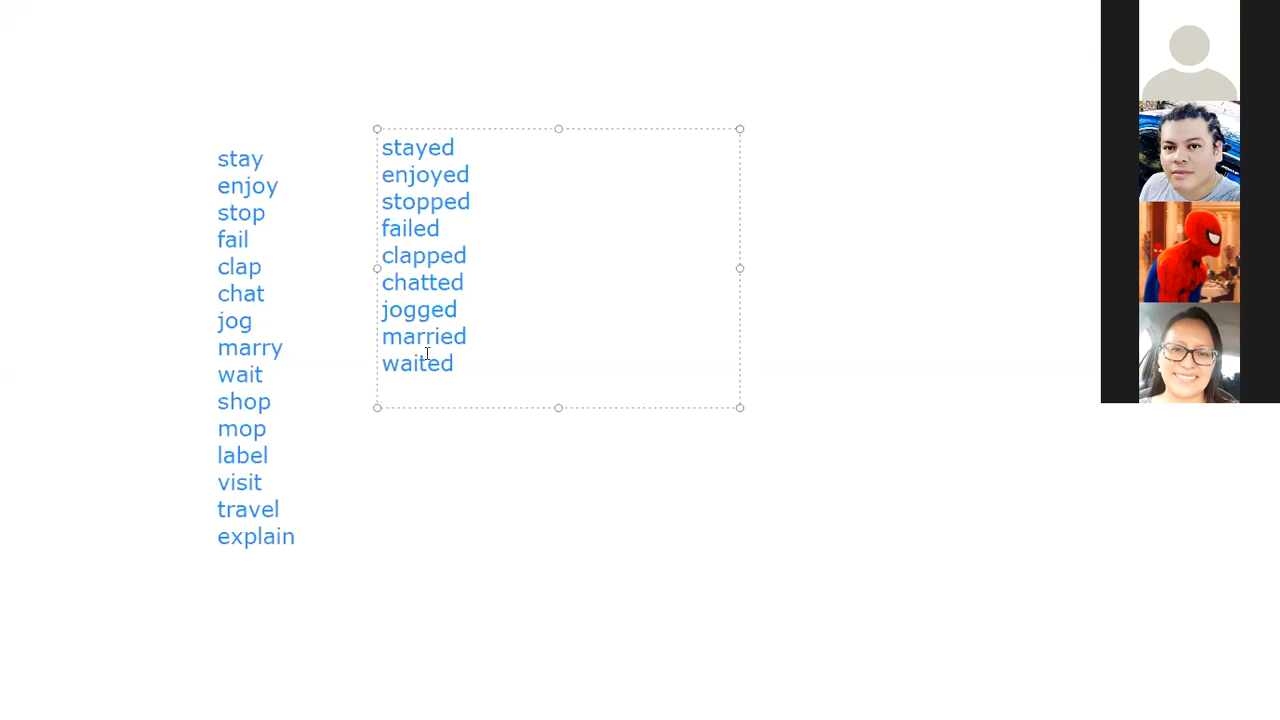 stay
enjoy
stop
fail
clap
chat
jog
marry
wait
shop
mop
label
visit
travel
explain
stayed
enjoyed
stopped
failed
clapped
chatted
jogged
married
waited